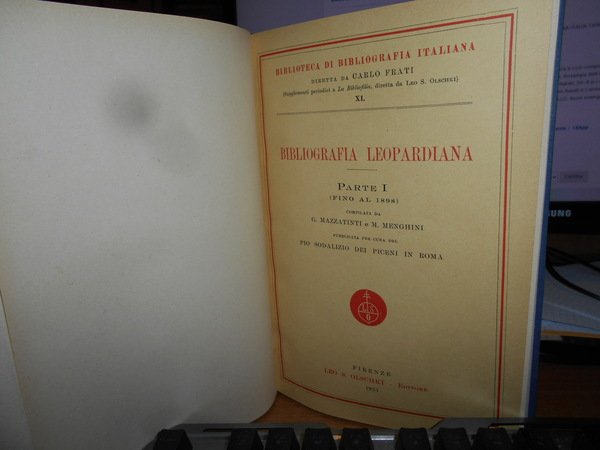 BIBLIOTECA DI BIBLIOGRAFIA ITALIANA
DIRETTA DA CARLO FRATI
(Supplementi periodici a La Bibliofilia, diretta da LEO S. OLSCHKI)
XI.
BIBLIOGRAFIA LEOPARDIANA
PARTE I
(FINO AL 1898)
COMPILATA DA
G. MAZZATINTI E M. MENGHINI
PUBBLICATA PER CURA DEL
PIO SODALIZIO DEI PICENI IN ROMA
FIRENZE
LEO S. OLSCHKI - EDITORE
1931
SAMSUNG